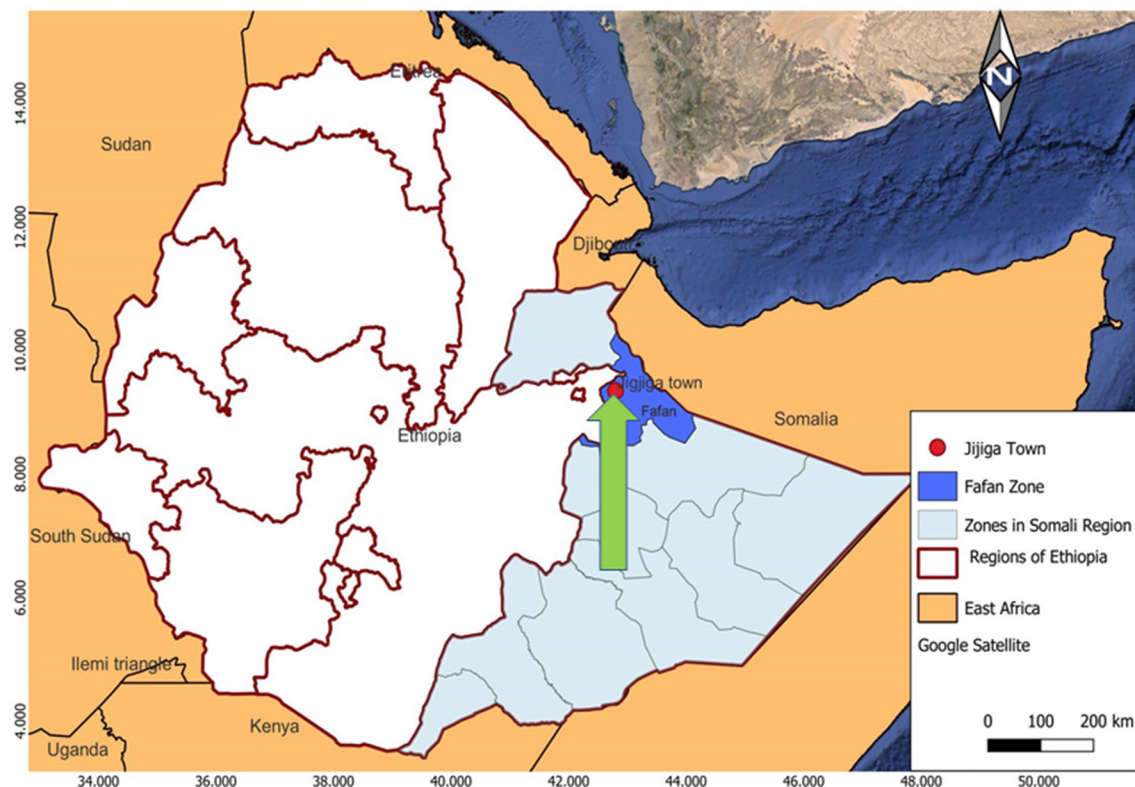 N
Eritrea
Sudan
Djibouti
Jigjiga town
Fafan
Ethiopia
Somalia
South Sudan
Ilemi triangle
Kenya
Uganda
14.000
12.000
10.000
8.000
6.000
4.000
34.000
36.000
38.000
40.000
42.000
44.000
46.000
48.000
50.000
Jijiga Town
Fafan Zone
Zones in Somali Region
Regions of Ethiopia
East Africa
Google Satellite
0 100 200 km